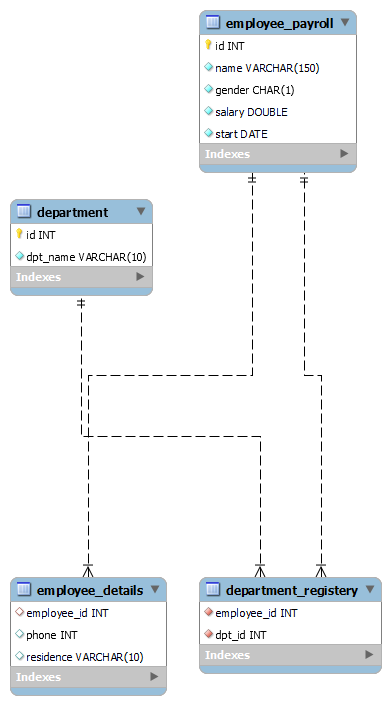 employee_payroll
id INT
name VARCHAR(150)
gender CHAR(1)
salary DOUBLE
start DATE
Indexes
department
id INT
dpt_name VARCHAR(10)
Indexes
employee_details
employee_id INT
phone INT
residence VARCHAR(10)
Indexes
department_registery
employee_id INT
dpt_id INT
Indexes